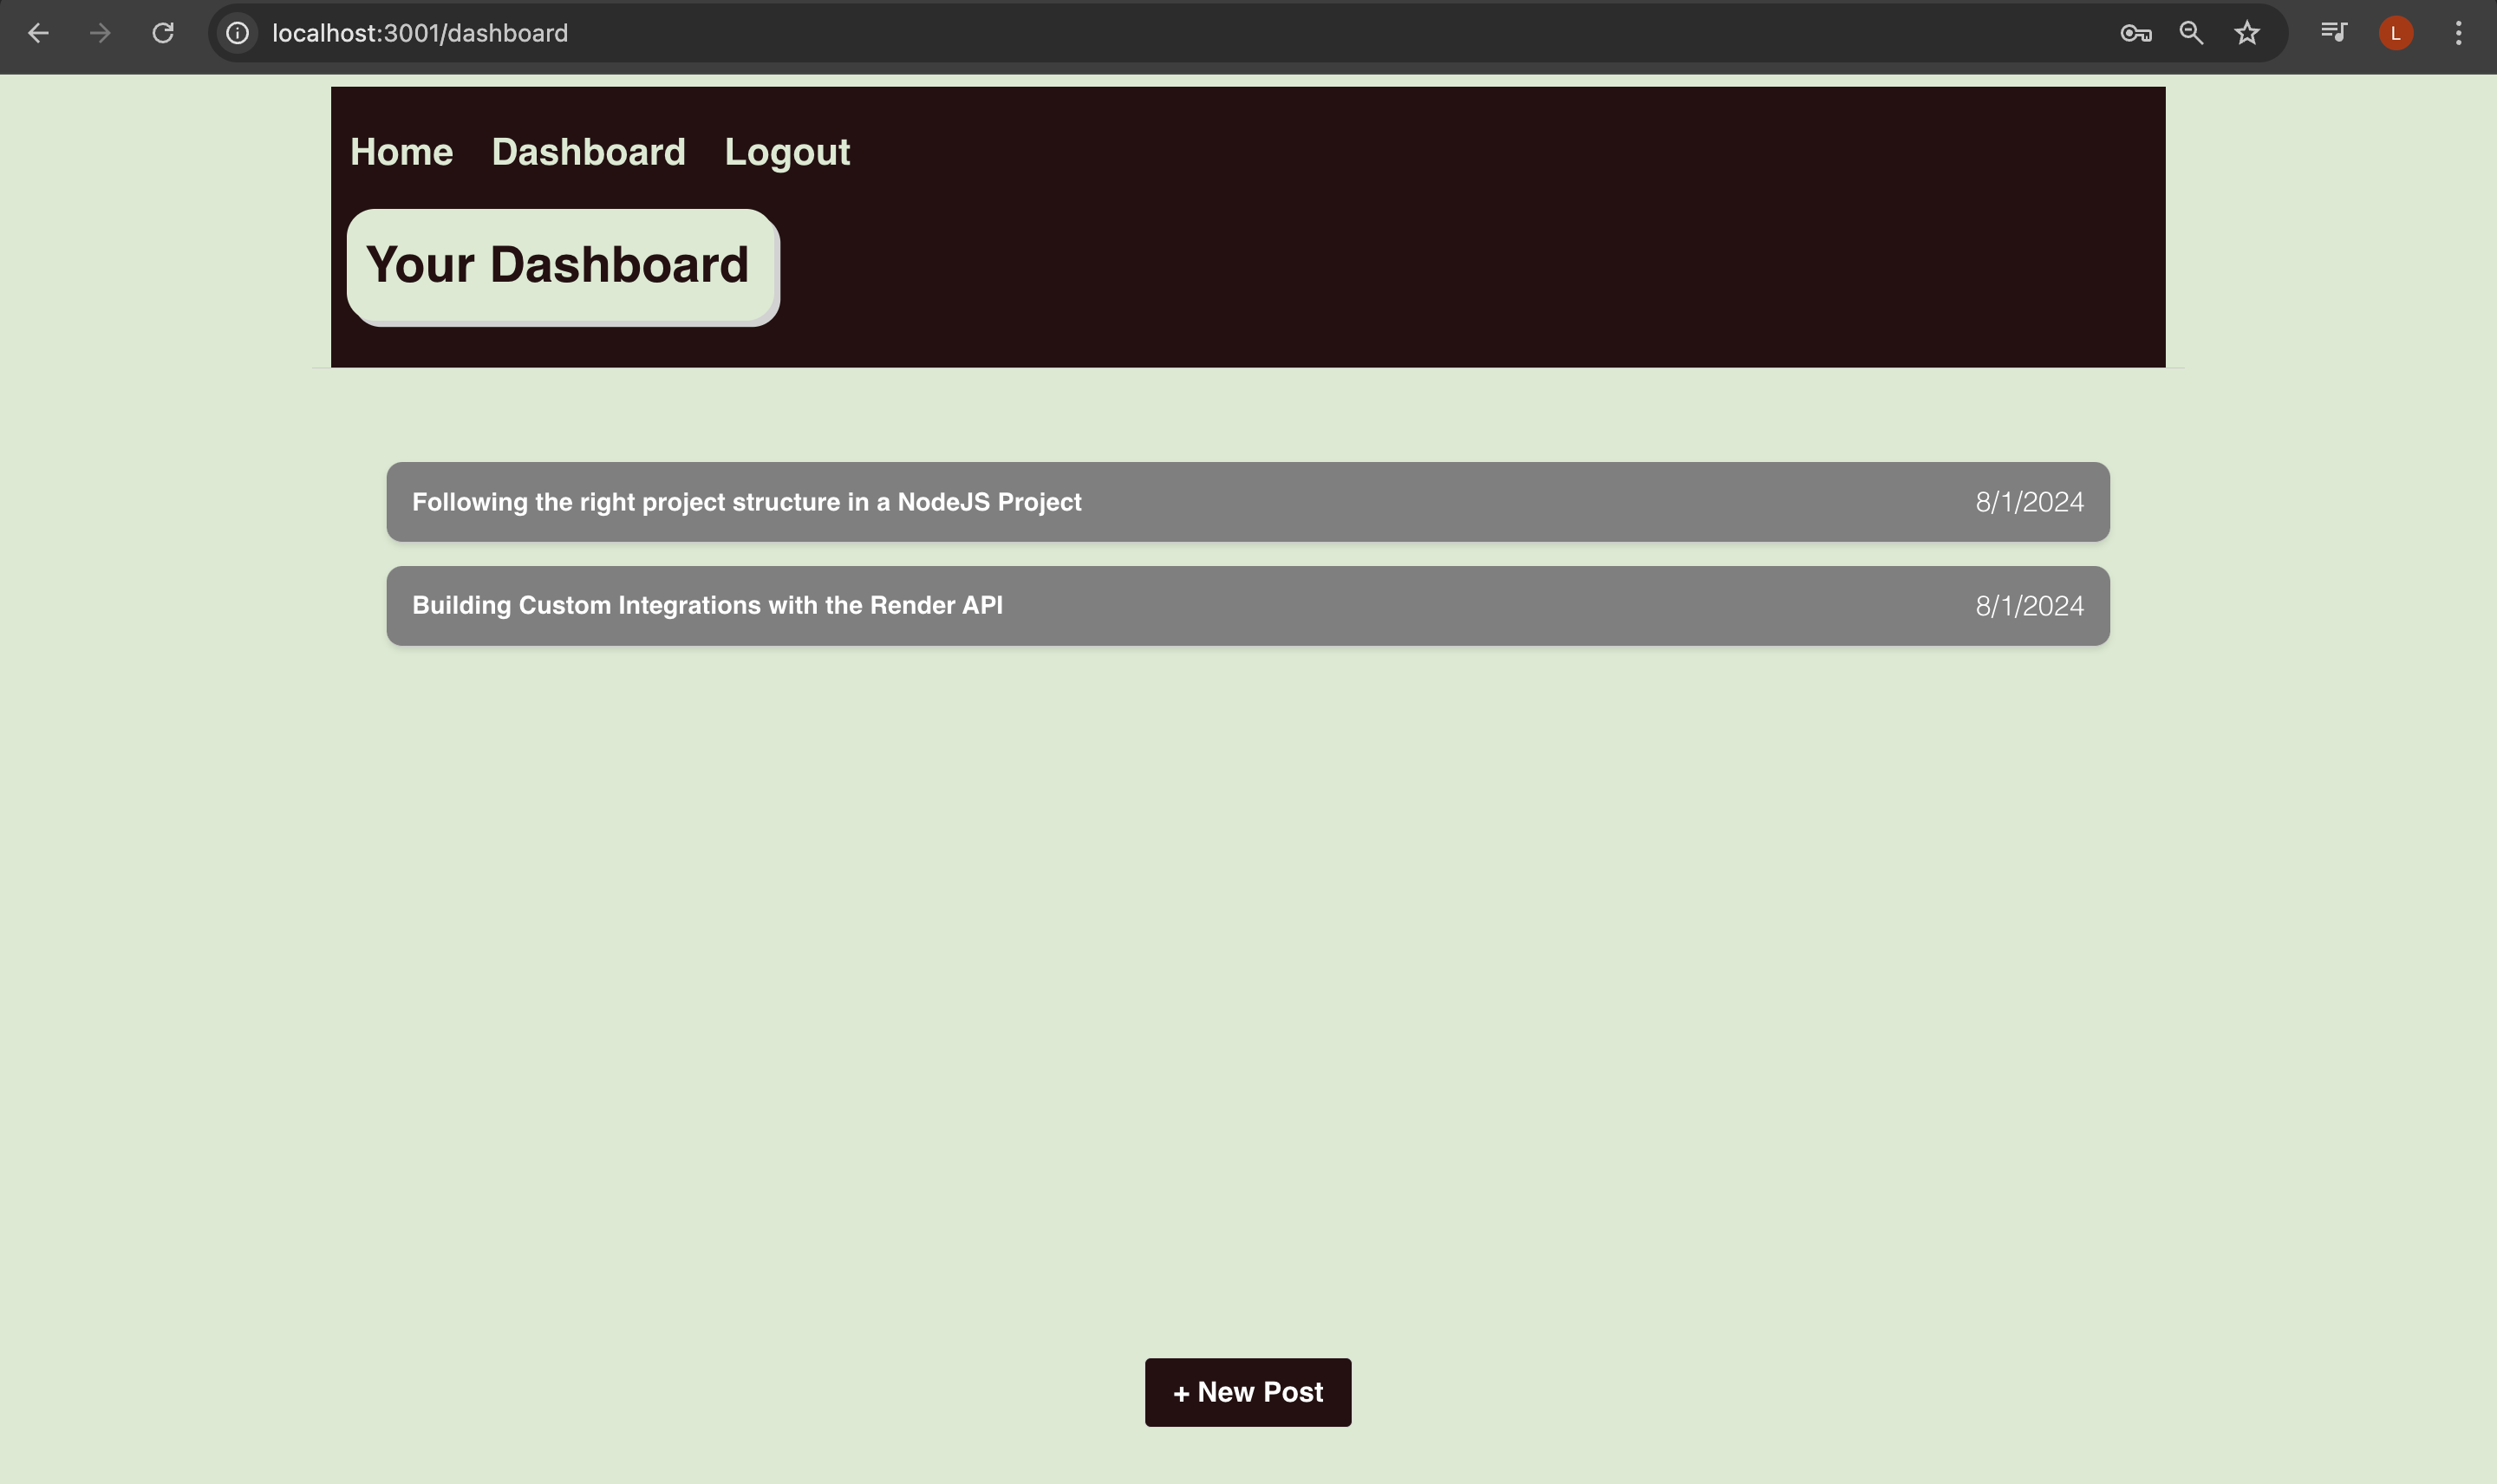 localhost:3001/dashboard
L
Home Dashboard Logout
Your Dashboard
Following the right project structure in a NodeJS Project 8/1/2024
Building Custom Integrations with the Render API 8/1/2024
+ New Post